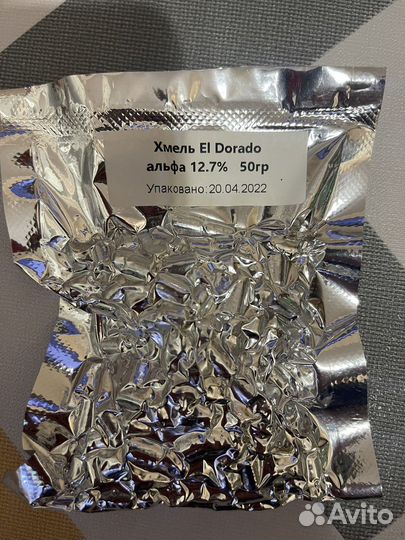 Хмель El Dorado
альфа 12.7% 50гр
Упаковано:20.04.2022
Avito